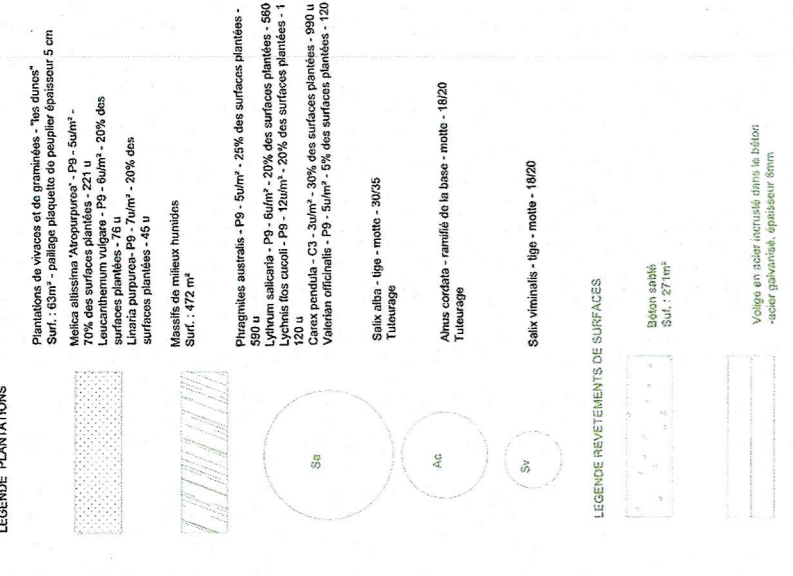 LEGENDE PLANTATIONS
Plantations de vivaces et de graminées - "les dunes"
Surf. : 63m² - paillage plaquette de peuplier épaisseur 5 cm
Melica altissima 'Atropurpurea' - P9 - 5u/m² -
70% des surfaces plantées - 221 u
Leucanthemum vulgare - P9 - 6u/m² - 20% des
surfaces plantées - 76 u
Linaria purpurea- P9 - 7u/m² - 20% des
surfaces plantées - 45 u
Massifs de milieux humides
Surf. : 472 m²
Phragmites australis - P9 - 5u/m² - 25% des surfaces plantées -
590 u
Lythrum salicaria - P9 - 6u/m² - 20% des surfaces plantées - 560
Lychnis flos cucoli - P9 - 12u/m² - 20% des surfaces plantées - 1
120 u
Carex pendula - C3 - 3u/m² - 30% des surfaces plantées - 990 u
Valerian officinalis - P9 - 5u/m² - 5% des surfaces plantées - 120
Sa
Salix alba - tige - motte - 30/35
Tuteurage
Ac
Alnus cordata - ramifié de la base - motte - 18/20
Tuteurage
Sv
Salix viminalis - tige - motte - 18/20
LEGENDE REVETEMENTS DE SURFACES
Béton sablé
Suf. : 271m²
Volige en acier incrusté dans le béton
-acier galvanisé, épaisseur 8mm